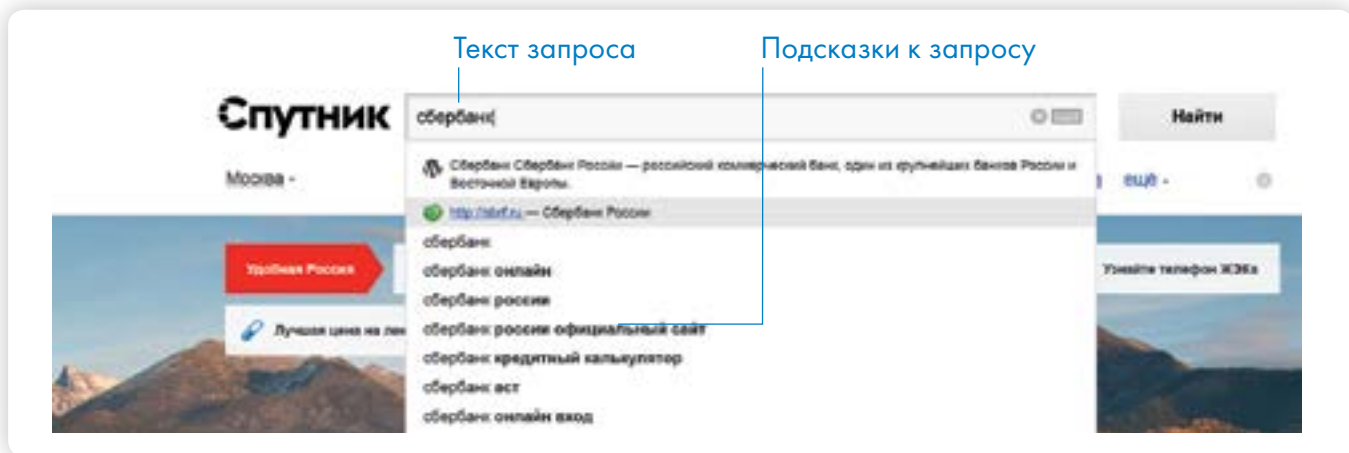 Текст запроса
Подсказки к запросу
Спутник
сбербанк
Найти
Сбербанк Сбербанк России — российский коммерческий банк, один из крупнейших банков России и
Восточной Европы.
Москва
ещё
http://sbrf.ru — Сбербанк России
сбербанк
Удобная Россия
сбербанк онлайн
Узнайте телефон ЖЭКа
сбербанк россии
сбербанк россии официальный сайт
Лучшая цена на
сбербанк кредитный калькулятор
сбербанк аст
сбербанк онлайн вход